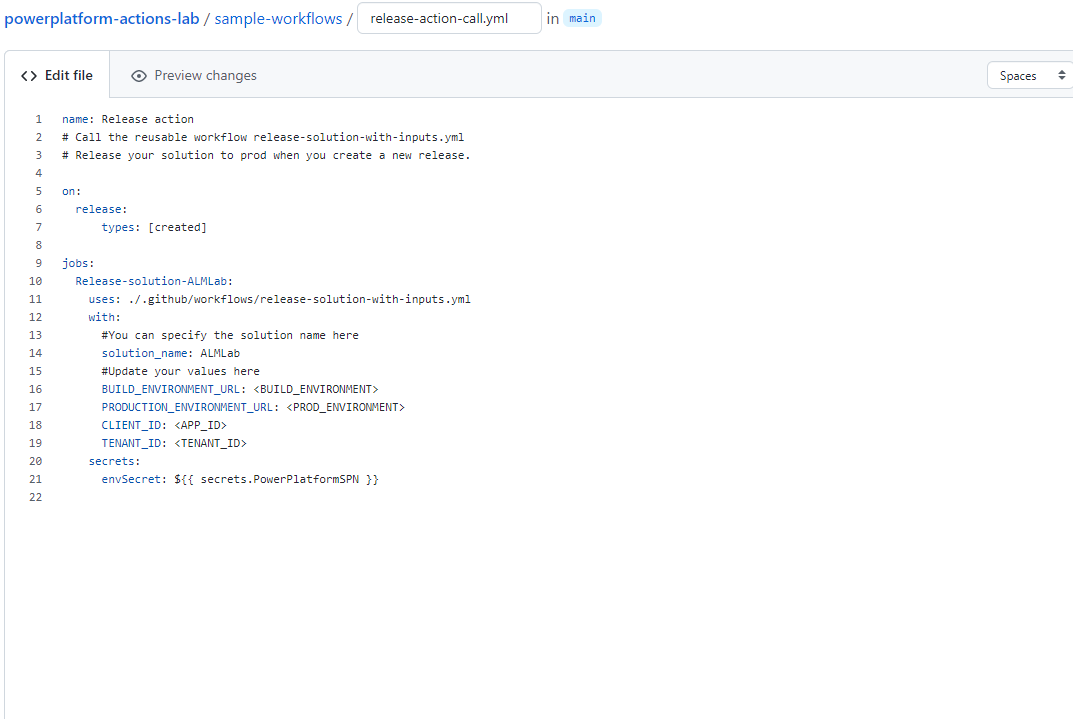 powerplatform-actions-lab / sample-workflows / release-action-call.yml in main
Edit file Preview changes Spaces
1 name: Release action
2 # Call the reusable workflow release-solution-with-inputs.yml
3 # Release your solution to prod when you create a new release.
4
5 on:
6 release:
7 types: [created]
8
9 jobs:
10 Release-solution-ALMLab:
11 uses: ./.github/workflows/release-solution-with-inputs.yml
12 with:
13 #You can specify the solution name here
14 solution_name: ALMLab
15 #Update your values here
16 BUILD_ENVIRONMENT_URL: <BUILD_ENVIRONMENT>
17 PRODUCTION_ENVIRONMENT_URL: <PROD_ENVIRONMENT>
18 CLIENT_ID: <APP_ID>
19 TENANT_ID: <TENANT_ID>
20 secrets:
21 envSecret: ${{ secrets.PowerPlatformSPN }}
22